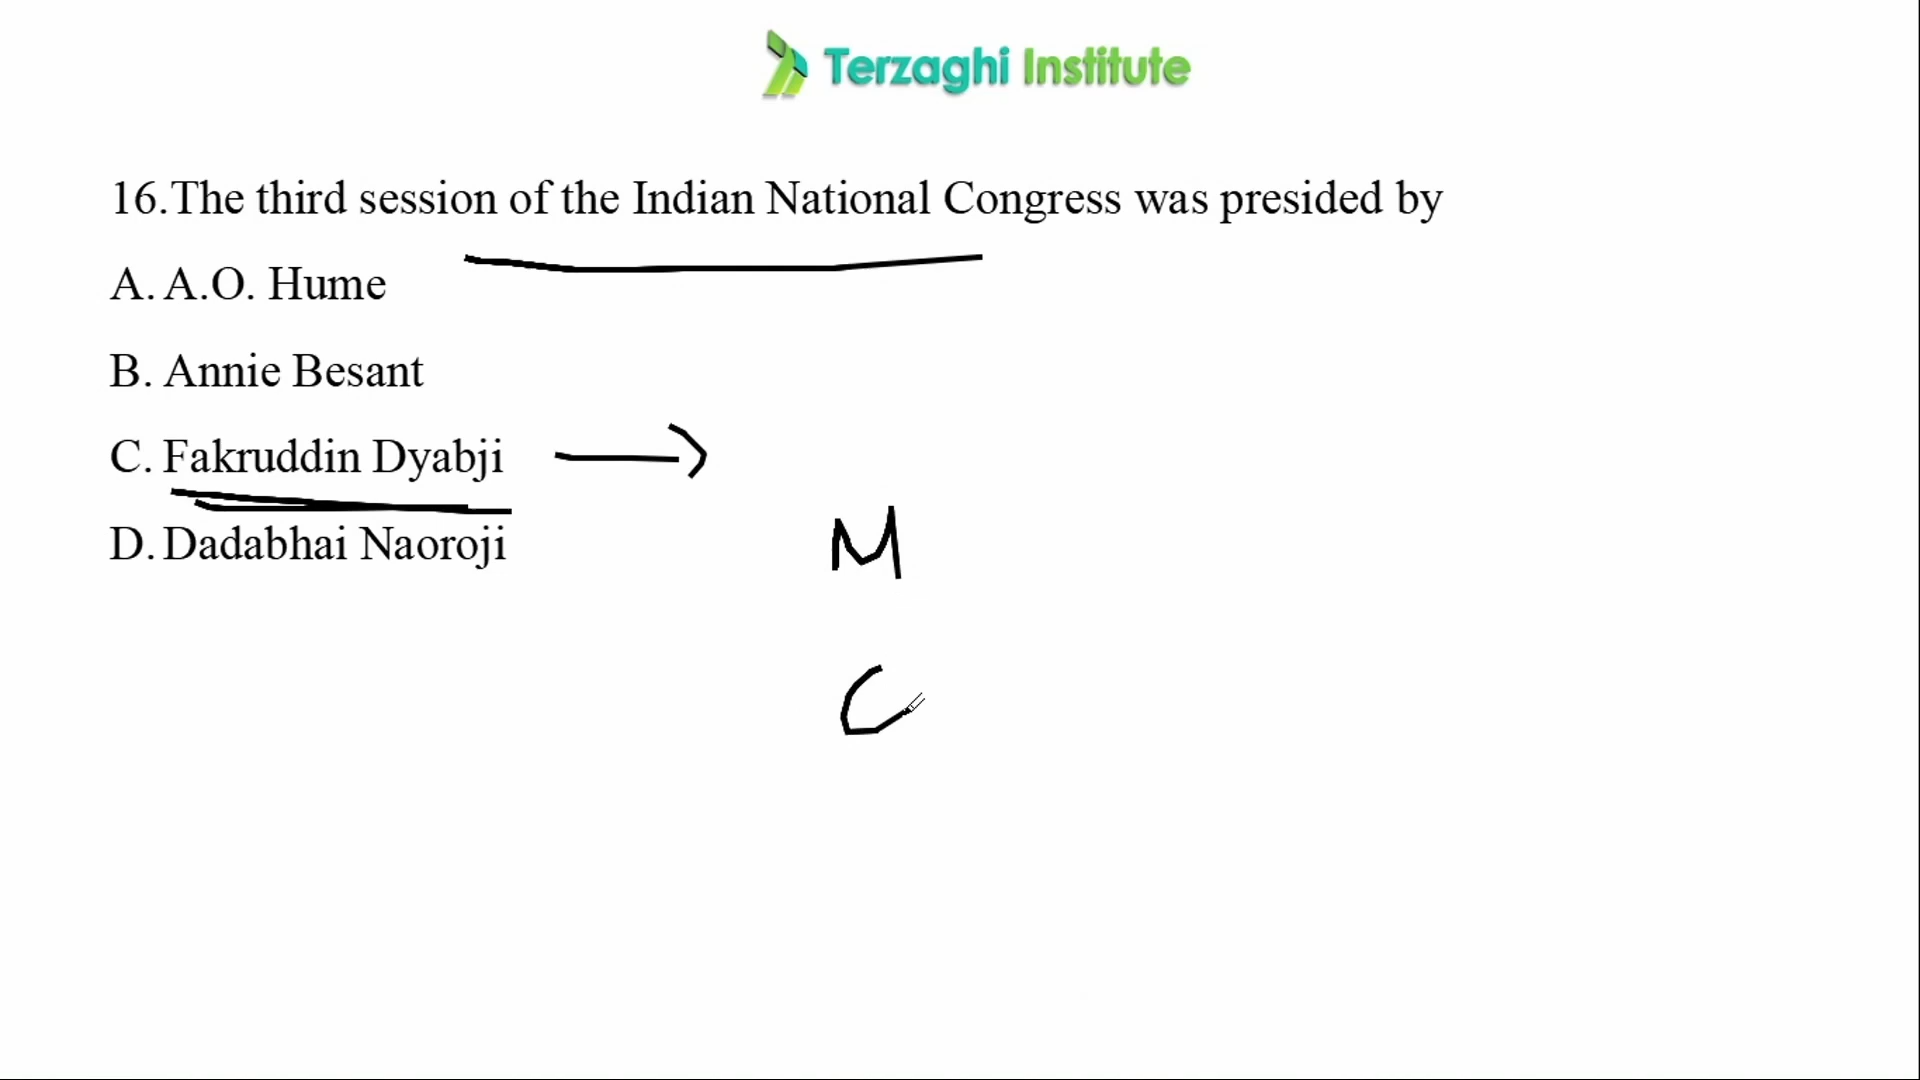 Terzaghi Institute
16.The third session of the Indian National Congress was presided by
A. A.O. Hume
B. Annie Besant
C. Fakruddin Dyabji
D. Dadabhai Naoroji
M
C